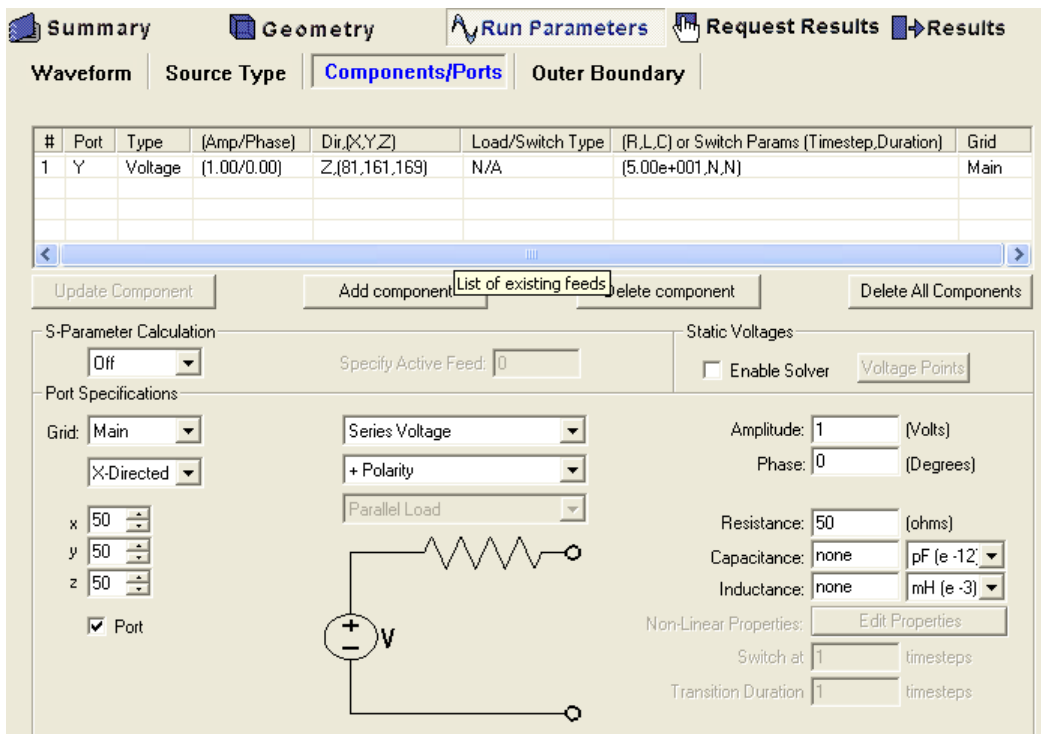 Summary Geometry Run Parameters Request Results Results
Waveform Source Type Components/Ports Outer Boundary
# Port Type (Amp/Phase) Dir,(X,Y,Z) Load/Switch Type (R,L,C) or Switch Params (Timestep,Duration) Grid
1 Y Voltage (1.00/0.00) Z,(81,161,169) N/A (5.00e+001,N,N) Main
List of existing feeds
Update Component Add component Delete component Delete All Components
S-Parameter Calculation Static Voltages
Off Specify Active Feed: 0 Enable Solver Voltage Points
Port Specifications
Grid: Main Series Voltage Amplitude: 1 (Volts)
X-Directed + Polarity Phase: 0 (Degrees)
x 50 Parallel Load Resistance: 50 (ohms)
y 50 Capacitance: none pF (e -12)
z 50 Inductance: none mH (e -3)
Port Non-Linear Properties: Edit Properties
+ − V
Switch at 1 timesteps
Transition Duration 1 timesteps